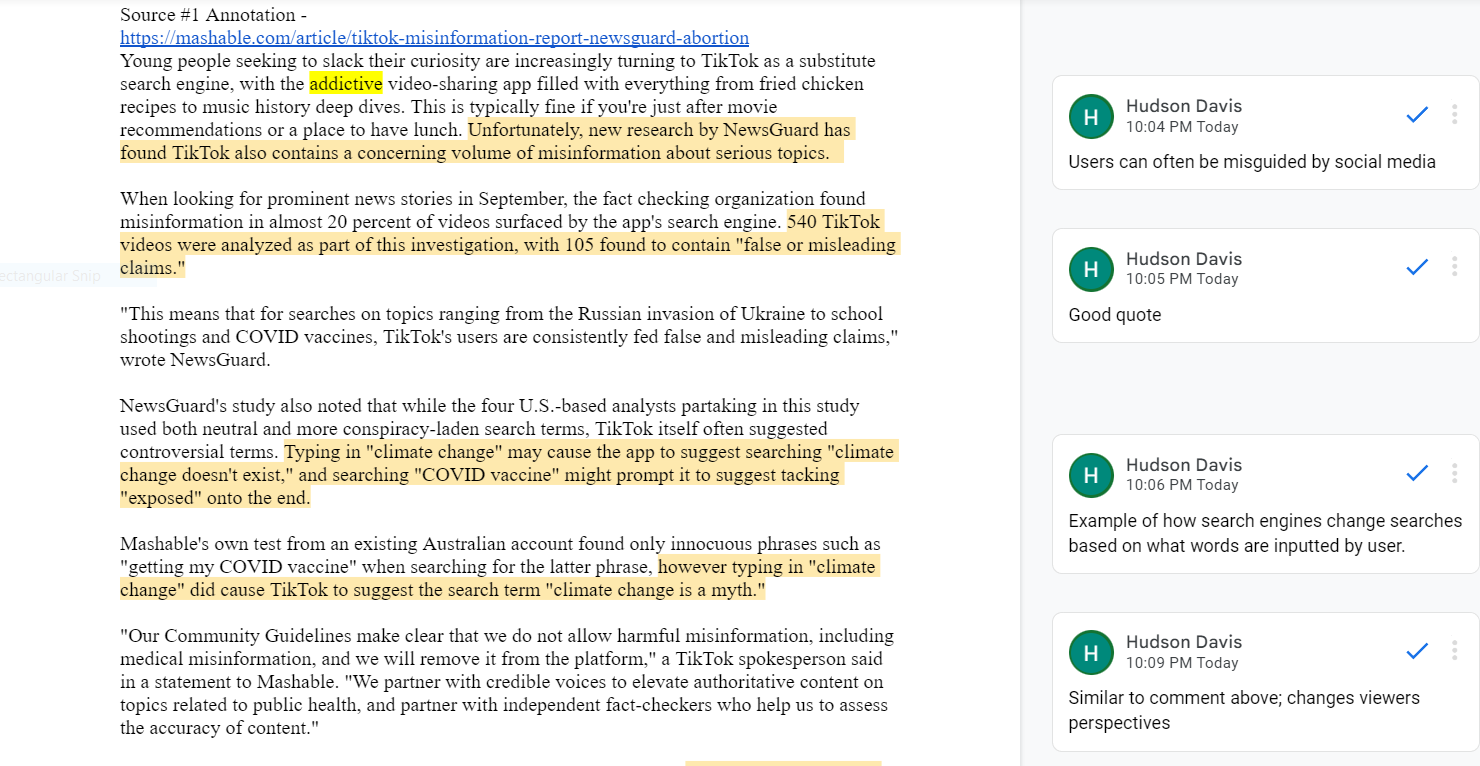 Source #1 Annotation -
https://mashable.com/article/tiktok-misinformation-report-newsguard-abortion
Young people seeking to slack their curiosity are increasingly turning to TikTok as a substitute
search engine, with the addictive video-sharing app filled with everything from fried chicken
recipes to music history deep dives. This is typically fine if you're just after movie
recommendations or a place to have lunch. Unfortunately, new research by NewsGuard has
found TikTok also contains a concerning volume of misinformation about serious topics.
When looking for prominent news stories in September, the fact checking organization found
misinformation in almost 20 percent of videos surfaced by the app's search engine. 540 TikTok
videos were analyzed as part of this investigation, with 105 found to contain "false or misleading
claims."
ectangular Snip
"This means that for searches on topics ranging from the Russian invasion of Ukraine to school
shootings and COVID vaccines, TikTok's users are consistently fed false and misleading claims,"
wrote NewsGuard.
NewsGuard's study also noted that while the four U.S.-based analysts partaking in this study
used both neutral and more conspiracy-laden search terms, TikTok itself often suggested
controversial terms. Typing in "climate change" may cause the app to suggest searching "climate
change doesn't exist," and searching "COVID vaccine" might prompt it to suggest tacking
"exposed" onto the end.
Mashable's own test from an existing Australian account found only innocuous phrases such as
"getting my COVID vaccine" when searching for the latter phrase, however typing in "climate
change" did cause TikTok to suggest the search term "climate change is a myth."
"Our Community Guidelines make clear that we do not allow harmful misinformation, including
medical misinformation, and we will remove it from the platform," a TikTok spokesperson said
in a statement to Mashable. "We partner with credible voices to elevate authoritative content on
topics related to public health, and partner with independent fact-checkers who help us to assess
the accuracy of content."
H
Hudson Davis
10:04 PM Today
Users can often be misguided by social media
H
Hudson Davis
10:05 PM Today
Good quote
H
Hudson Davis
10:06 PM Today
Example of how search engines change searches
based on what words are inputted by user.
H
Hudson Davis
10:09 PM Today
Similar to comment above; changes viewers
perspectives